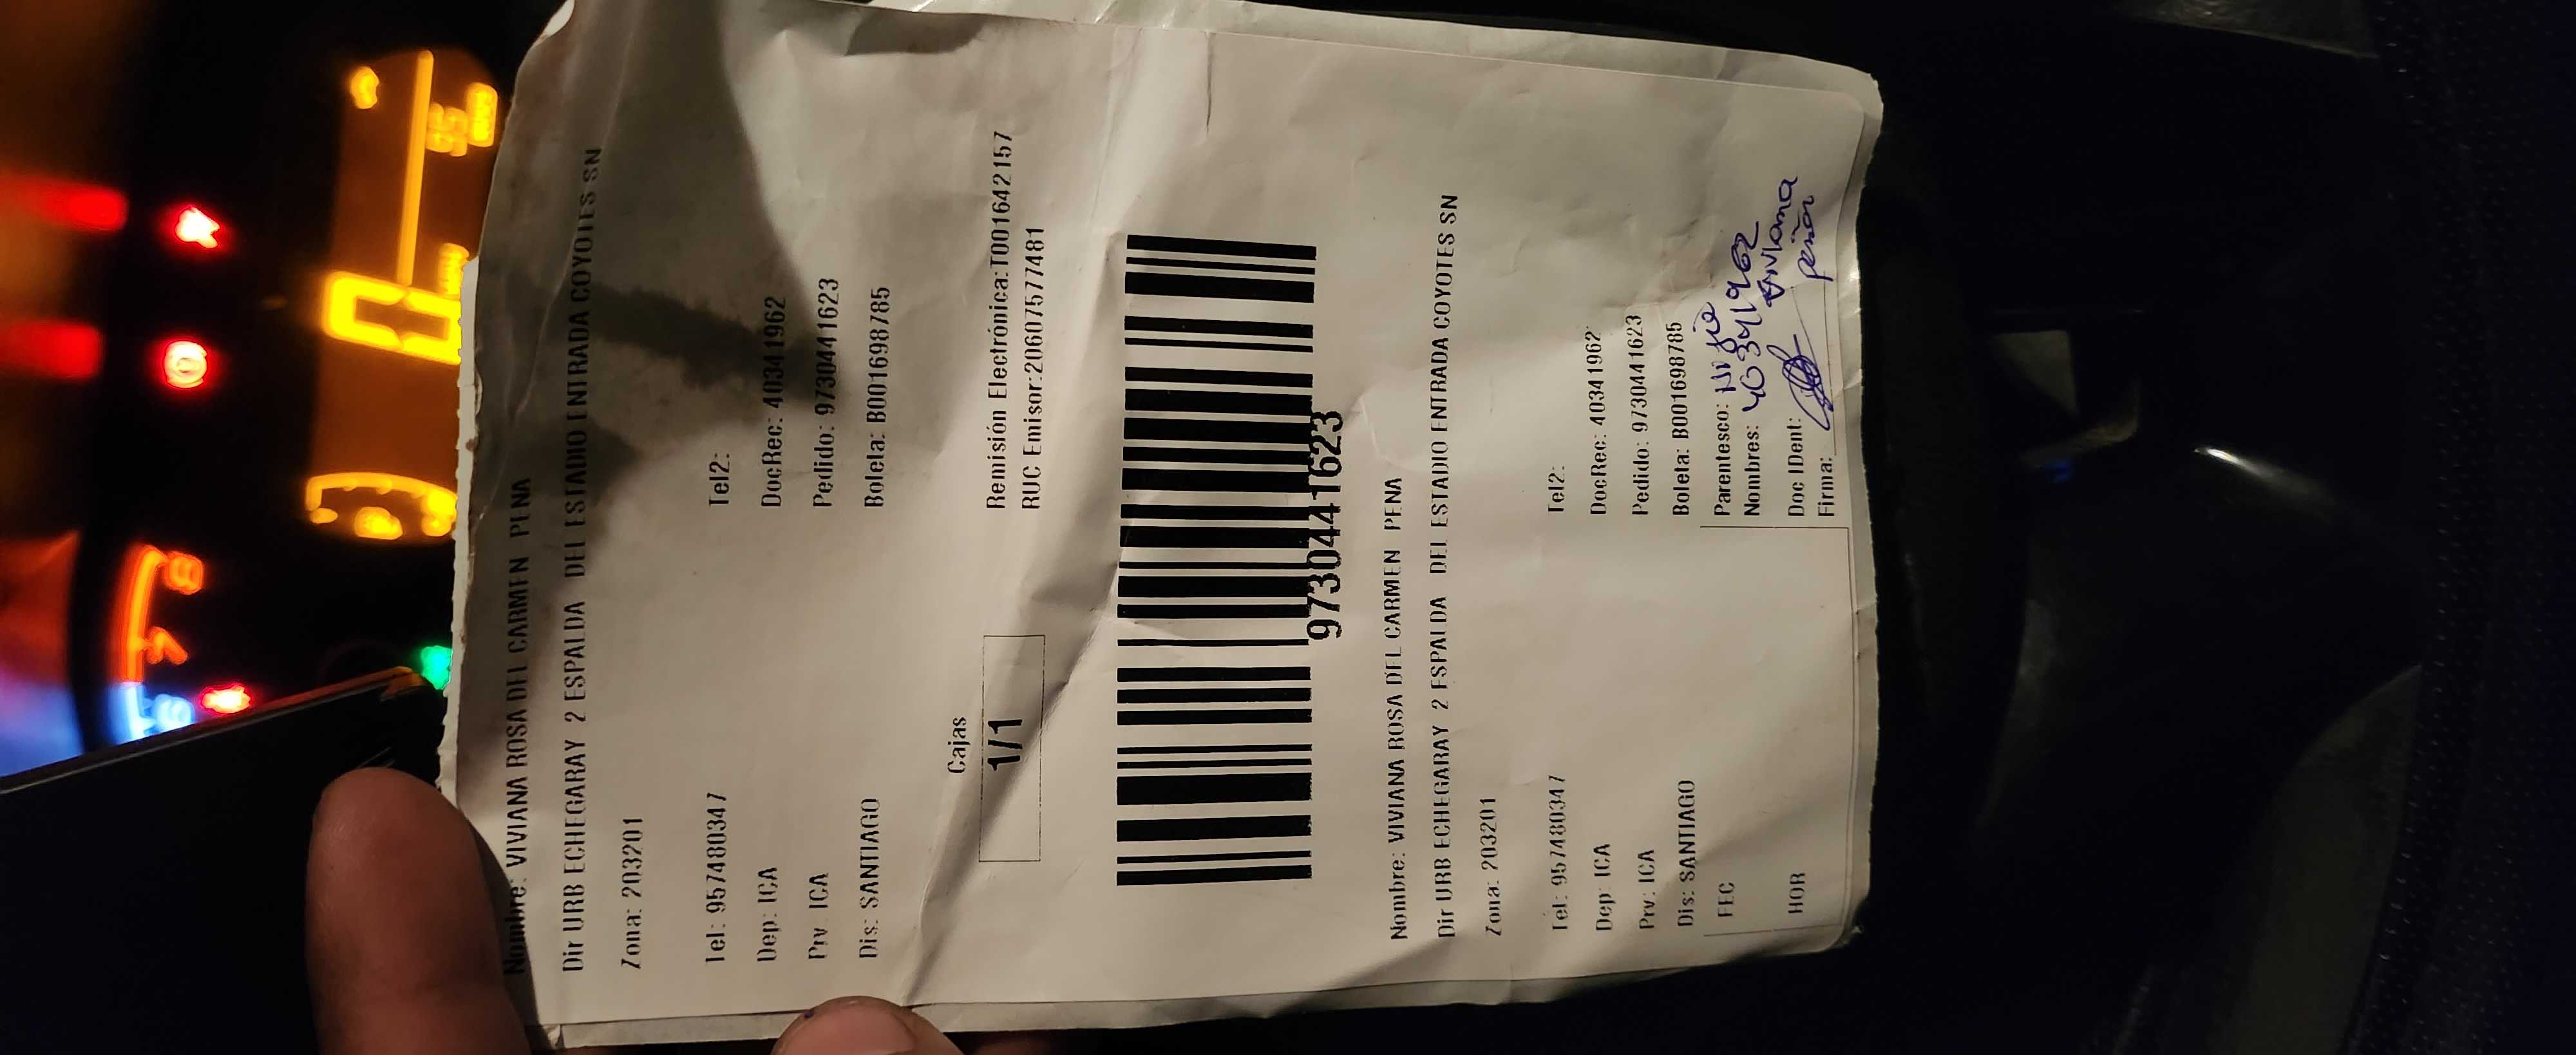 Nombre: VIVIANA ROSA DEL CARMEN PENA
Dir URB ECHEGARAY 2 ESPALDA DEL ESTADIO ENTRADA COYOTES SN
Zona: 203201
Tel: 957480347 Tel2:
Dep: ICA DocRec: 40341962
Prv: ICA Pedido: 9730441623
Dis: SANTIAGO Boleta: B001698785
Cajas
1/1
Remisión Electrónica:T001642157
RUC Emisor:20607577481
9730441623
Nombre: VIVIANA ROSA DEL CARMEN PENA
Dir URB ECHEGARAY 2 ESPALDA DEL ESTADIO ENTRADA COYOTES SN
Zona: 203201
Tel: 957480347 Tel2:
Dep: ICA DocRec: 40341962
Prv: ICA Pedido: 9730441623
Dis: SANTIAGO Boleta: B001698785
FEC
HOR
Parentesco:
Nombres: 40341962
Viviana
Doc IDent: peña
Firma: